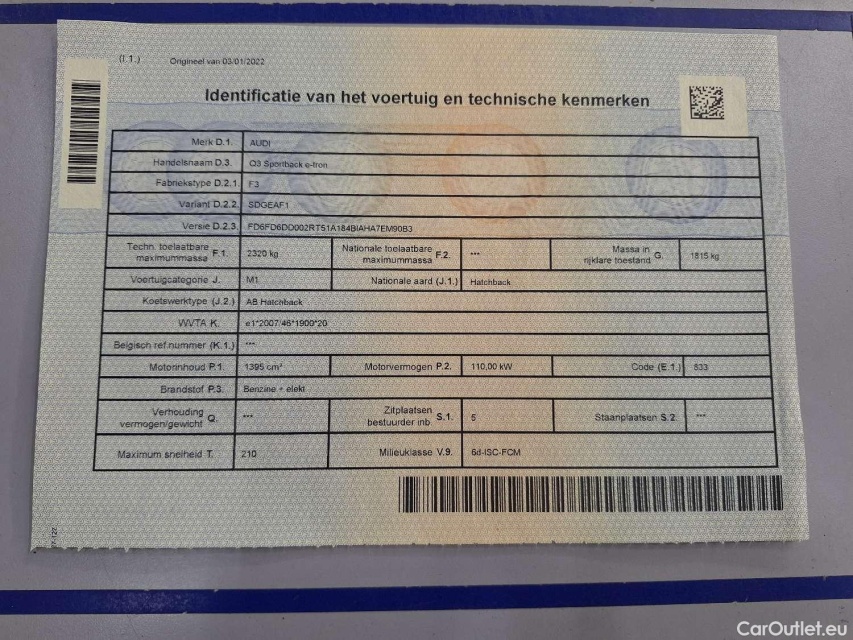 (I.1.) Origineel van 03/01/2022
Identificatie van het voertuig en technische kenmerken
Merk D.1. AUDI
Handelsnaam D.3. Q3 Sportback e-tron
Fabriekstype D.2.1. F3
Variant D.2.2. SDGEAF1
Versie D.2.3. FD6FD6DD002RT51A184BIAHA7EM90B3
Techn. toelaatbare maximummassa F.1. 2320 kg Nationale toelaatbare maximummassa F.2. --- Massa in rijklare toestand G. 1815 kg
Voertuigcategorie J. M1 Nationale aard (J.1.) Hatchback
Koetswerktype (J.2.) AB Hatchback
WVTA K. e1*2007/46*1900*20
Belgisch ref.nummer (K.1.) ---
Motorinhoud P.1. 1395 cm³ Motorvermogen P.2. 110,00 kW Code (E.1.) 833
Brandstof P.3. Benzine + elekt
Verhouding vermogen/gewicht Q. --- Zitplaatsen bestuurder inb. S.1. 5 Staanplaatsen S.2. ---
Maximum snelheid T. 210 Milieuklasse V.9. 6d-ISC-FCM
CarOutlet.eu